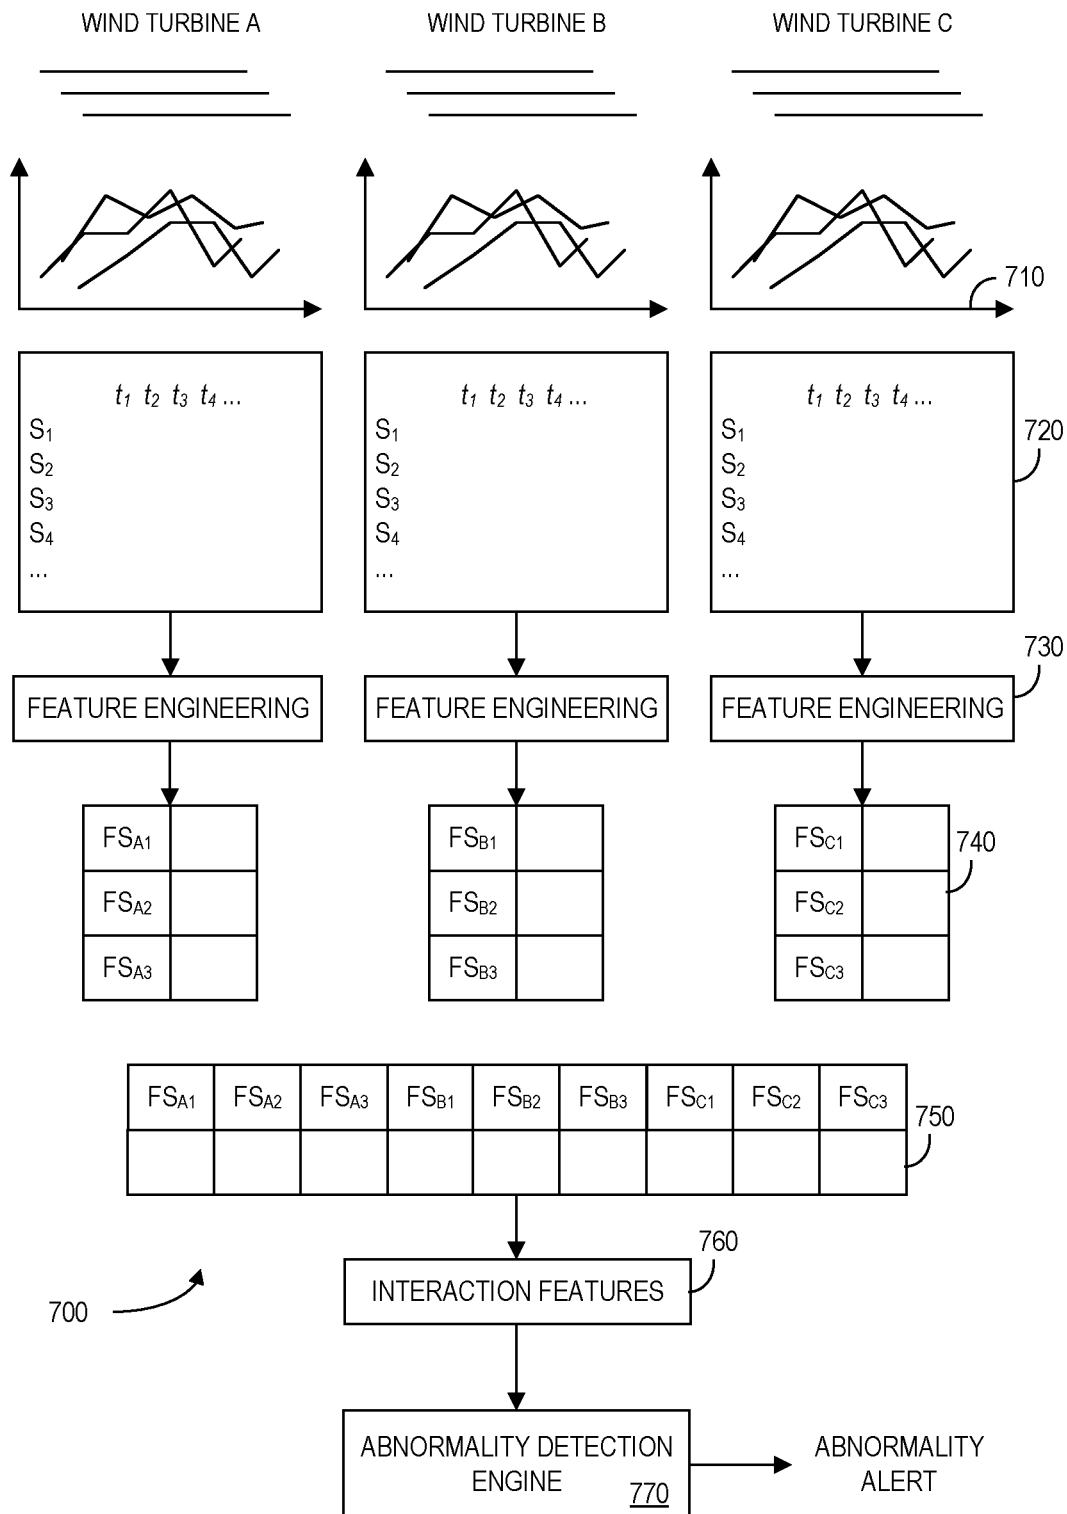 WIND TURBINE A WIND TURBINE B WIND TURBINE C
710
t1 t2 t3 t4 ... t1 t2 t3 t4 ... t1 t2 t3 t4 ...
S1 S1 S1
720
S2 S2 S2
S3 S3 S3
S4 S4 S4
... ... ...
730
FEATURE ENGINEERING FEATURE ENGINEERING FEATURE ENGINEERING
FSA1 FSB1 FSC1
740
FSA2 FSB2 FSC2
FSA3 FSB3 FSC3
FSA1 FSA2 FSA3 FSB1 FSB2 FSB3 FSC1 FSC2 FSC3
750
760
INTERACTION FEATURES
700
ABNORMALITY DETECTION
ENGINE 770
ABNORMALITY
ALERT